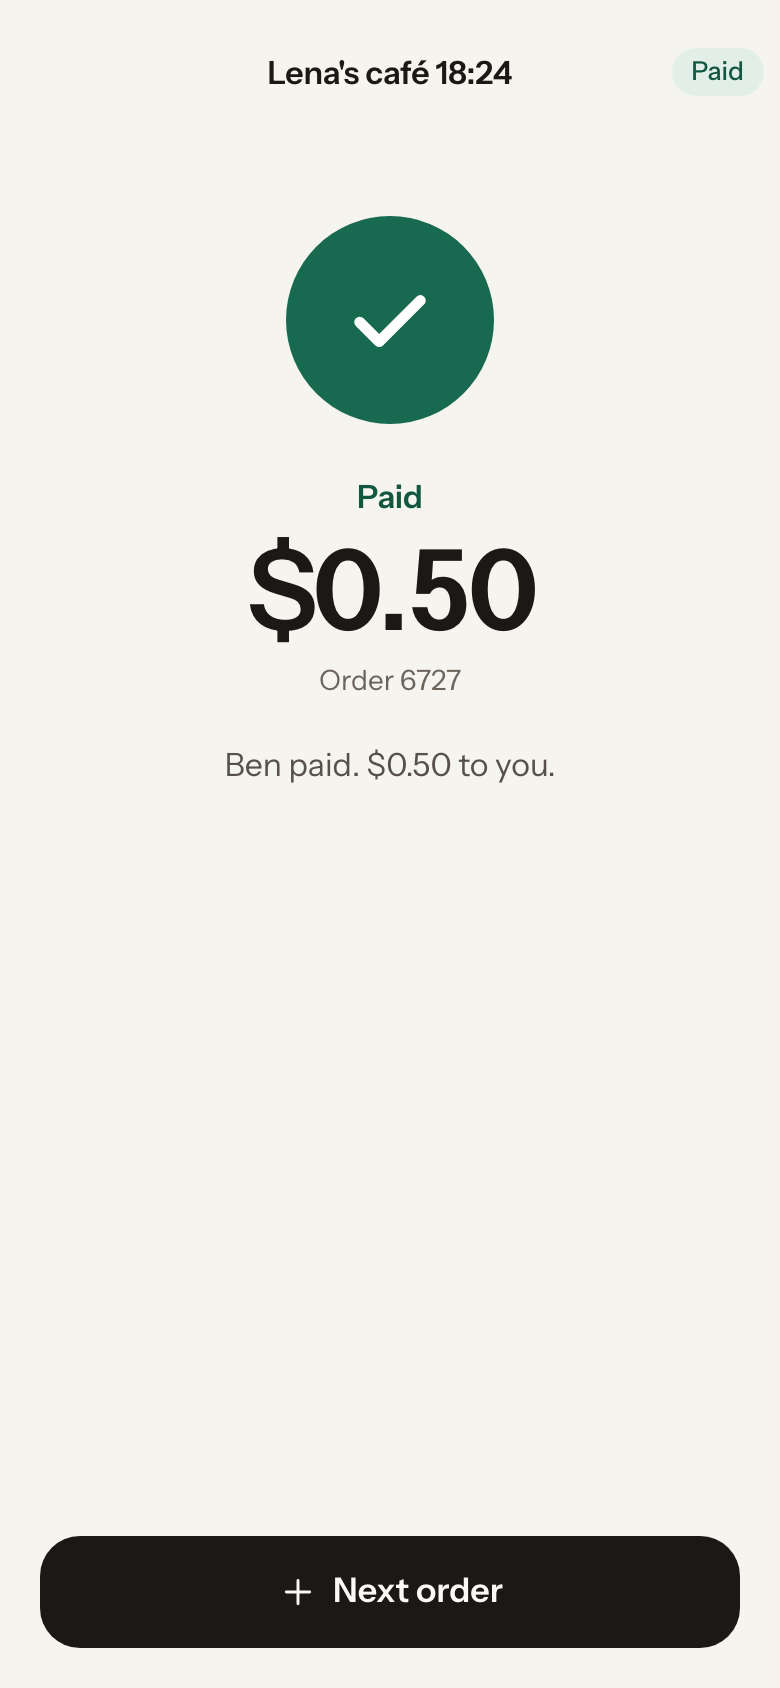 Lena's café 18:24
Paid
Paid
$0.50
Order 6727
Ben paid. $0.50 to you.
Next order